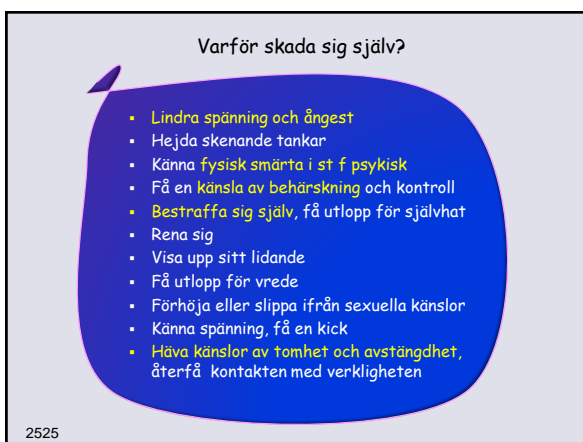 Varför skada sig själv?
▪ Lindra spänning och ångest
▪ Hejda skenande tankar
▪ Känna fysisk smärta i st f psykisk
▪ Få en känsla av behärskning och kontroll
▪ Bestraffa sig själv, få utlopp för självhat
▪ Rena sig
▪ Visa upp sitt lidande
▪ Få utlopp för vrede
▪ Förhöja eller slippa ifrån sexuella känslor
▪ Känna spänning, få en kick
▪ Häva känslor av tomhet och avstängdhet,
återfå kontakten med verkligheten
2525